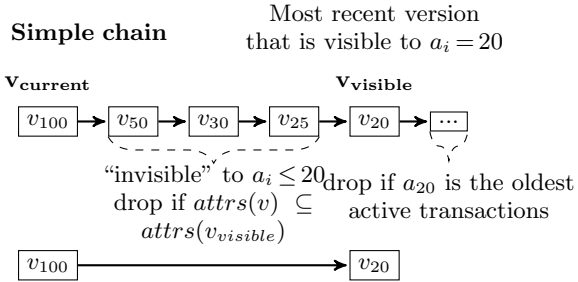 Simple chain
Most recent version
that is visible to a_i = 20
v_current
v_visible
v_100 v_50 v_30 v_25 v_20 ...
“invisible” to a_i ≤ 20
drop if attrs(v) ⊆
attrs(v_visible)
drop if a_20 is the oldest
active transactions
v_100 v_20